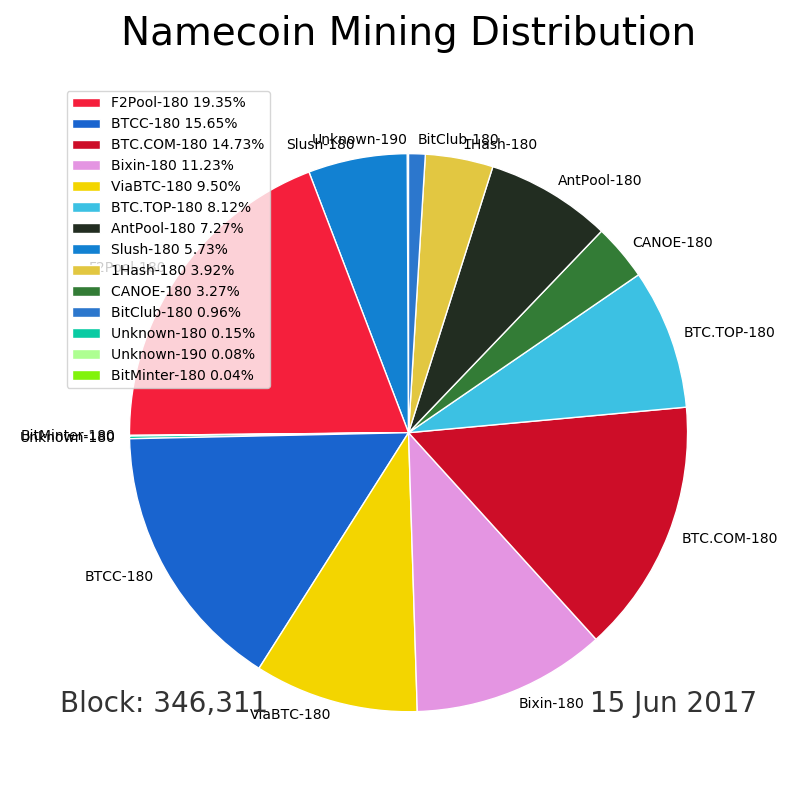 Namecoin Mining Distribution
F2Pool-180 19.35%
BTCC-180 15.65%
BTC.COM-180 14.73%
Bixin-180 11.23%
ViaBTC-180 9.50%
BTC.TOP-180 8.12%
AntPool-180 7.27%
Slush-180 5.73%
1Hash-180 3.92%
CANOE-180 3.27%
BitClub-180 0.96%
Unknown-180 0.15%
Unknown-190 0.08%
BitMinter-180 0.04%
Slush-180
Unknown-190
BitClub-180
1Hash-180
AntPool-180
CANOE-180
F2Pool-180
BTC.TOP-180
BitMinter-180
Unknown-180
BTC.COM-180
BTCC-180
Bixin-180
ViaBTC-180
Block: 346,311
15 Jun 2017